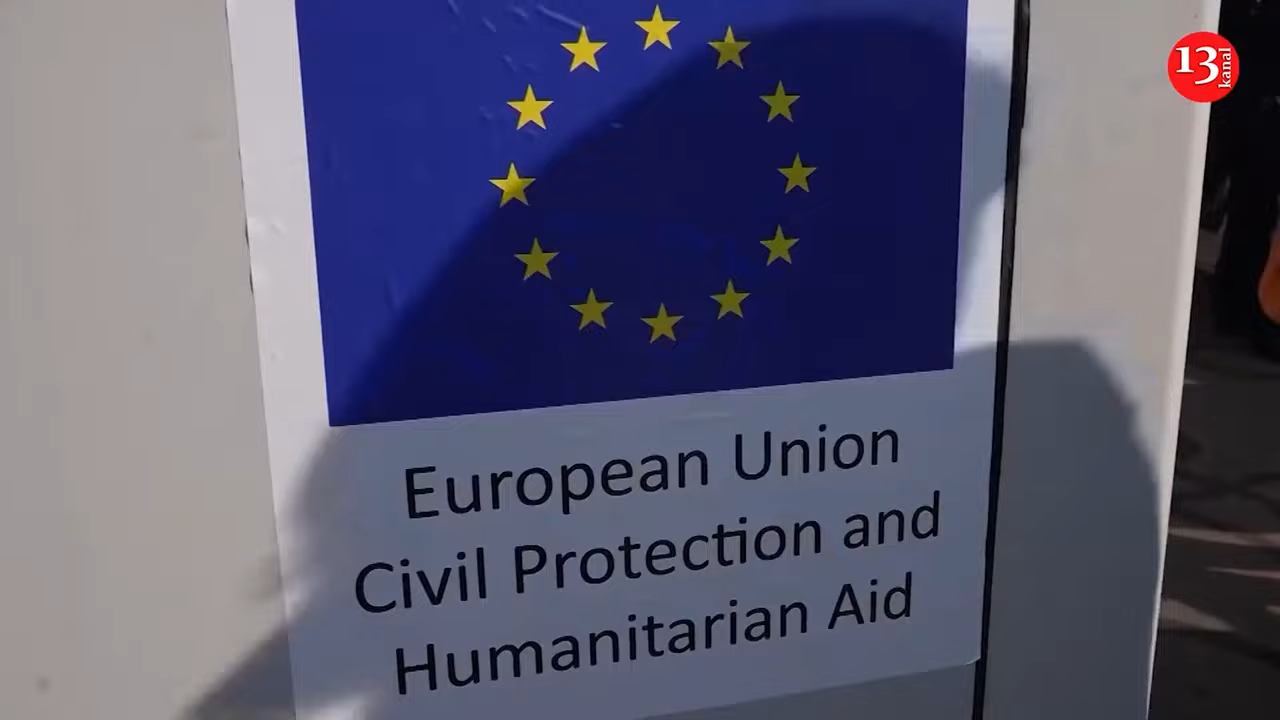 13 kanal
European Union
Civil Protection and
Humanitarian Aid